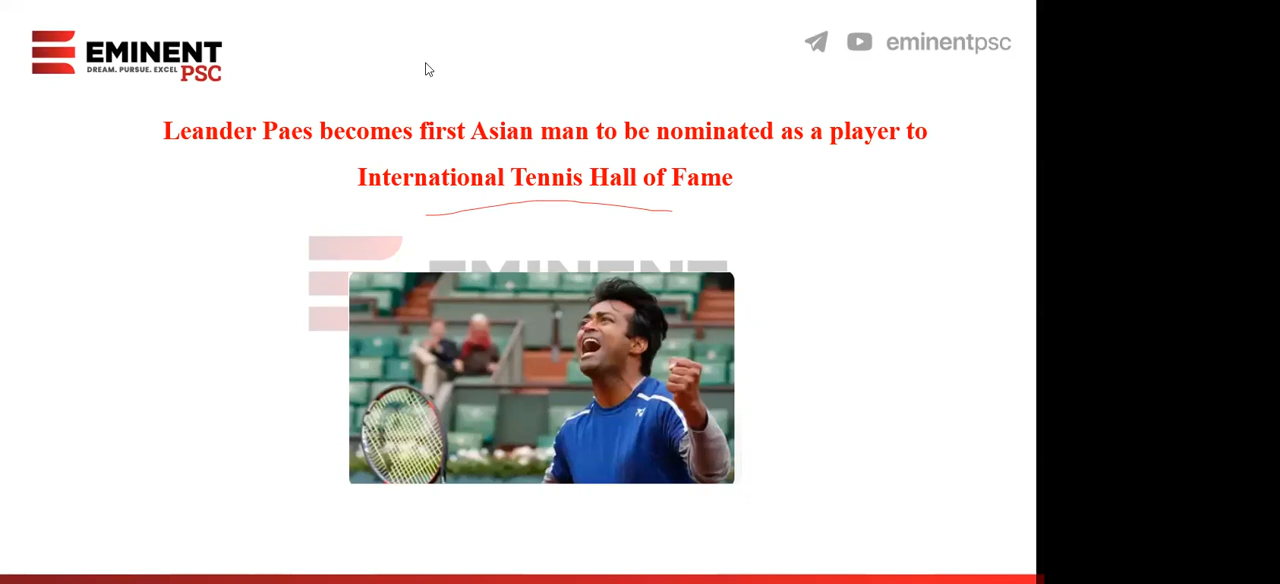 EMINENT
DREAM. PURSUE. EXCEL
PSC
eminentpsc
Leander Paes becomes first Asian man to be nominated as a player to
International Tennis Hall of Fame
EMINENT